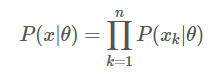 P(x|θ) = ∏_{k=1}^{n} P(x_k|θ)